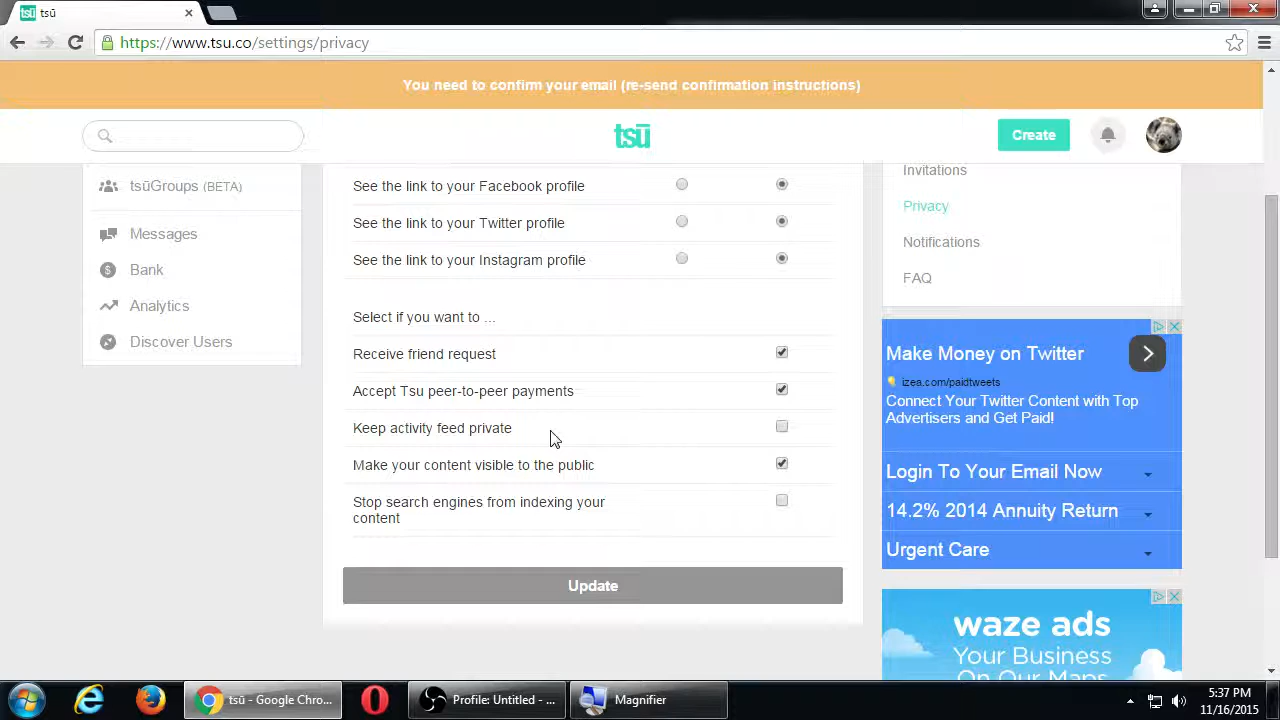 tsū
https://www.tsu.co/settings/privacy
You need to confirm your email (re-send confirmation instructions)
tsū
Create
tsūGroups (BETA)
Messages
Bank
Analytics
Discover Users
See the link to your Facebook profile
See the link to your Twitter profile
See the link to your Instagram profile
Select if you want to ...
Receive friend request
Accept Tsu peer-to-peer payments
Keep activity feed private
Make your content visible to the public
Stop search engines from indexing your
content
Update
Invitations
Privacy
Notifications
FAQ
Make Money on Twitter
izea.com/paidtweets
Connect Your Twitter Content with Top
Advertisers and Get Paid!
Login To Your Email Now
14.2% 2014 Annuity Return
Urgent Care
waze ads
Your Business
On Our Maps
tsū - Google Chro...
Profile: Untitled - ...
Magnifier
5:37 PM
11/16/2015